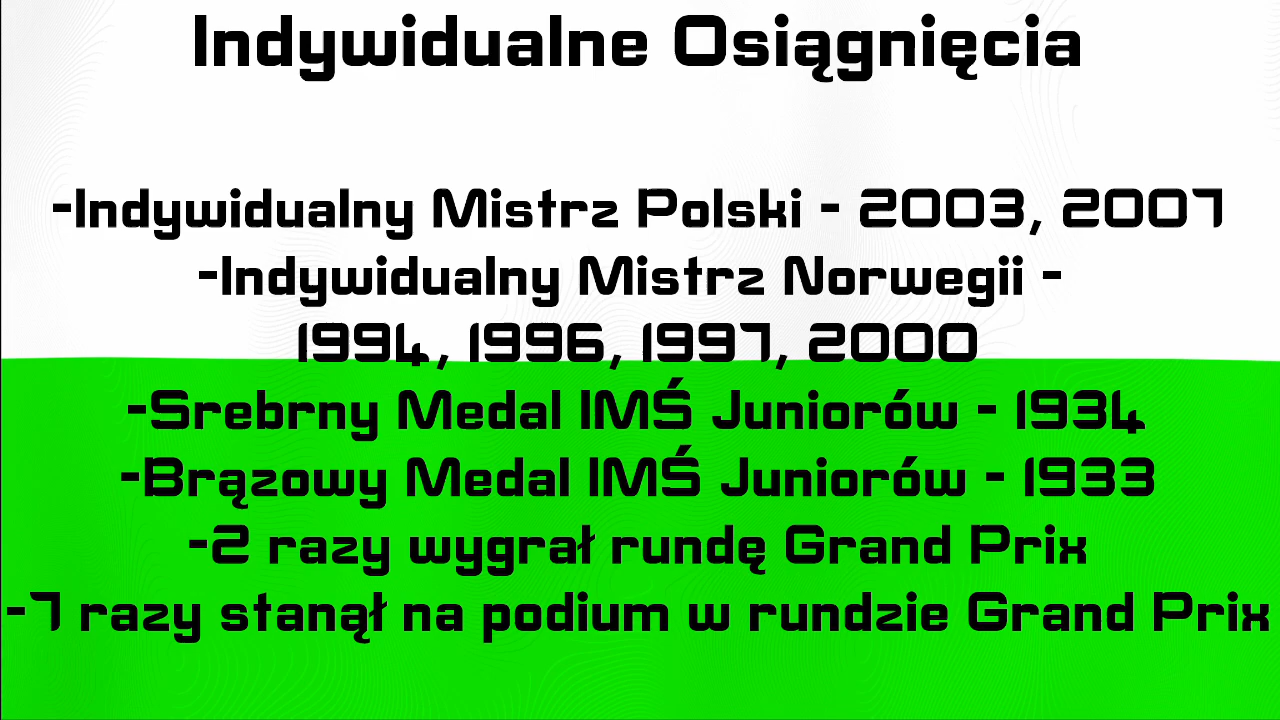 Indywidualne Osiągnięcia
-Indywidualny Mistrz Polski - 2003, 2007
-Indywidualny Mistrz Norwegii -
1994, 1996, 1997, 2000
-Srebrny Medal IMŚ Juniorów - 1934
-Brązowy Medal IMŚ Juniorów - 1933
-2 razy wygrał rundę Grand Prix
-7 razy stanął na podium w rundzie Grand Prix